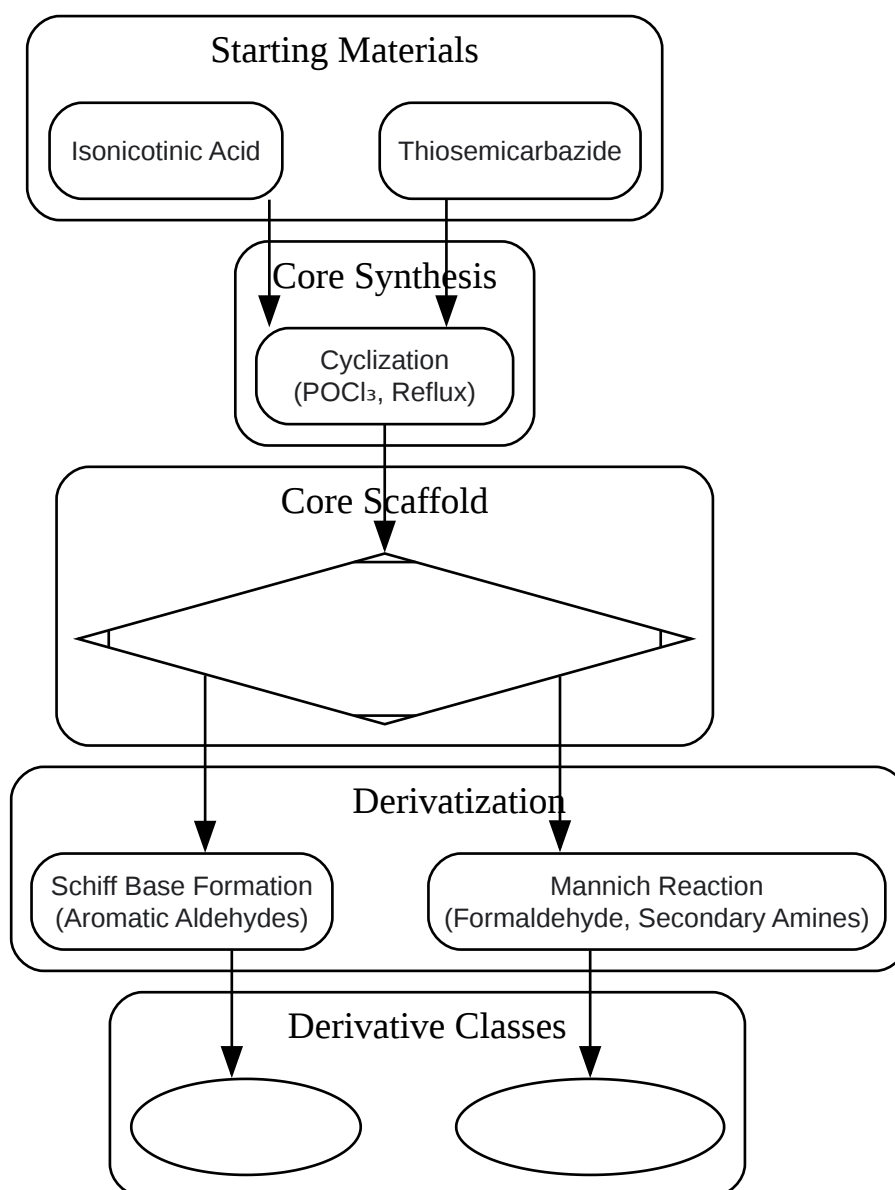 Starting Materials
Isonicotinic Acid
Thiosemicarbazide
Core Synthesis
Cyclization
(POCl₃, Reflux)
Core Scaffold
Derivatization
Schiff Base Formation
(Aromatic Aldehydes)
Mannich Reaction
(Formaldehyde, Secondary Amines)
Derivative Classes